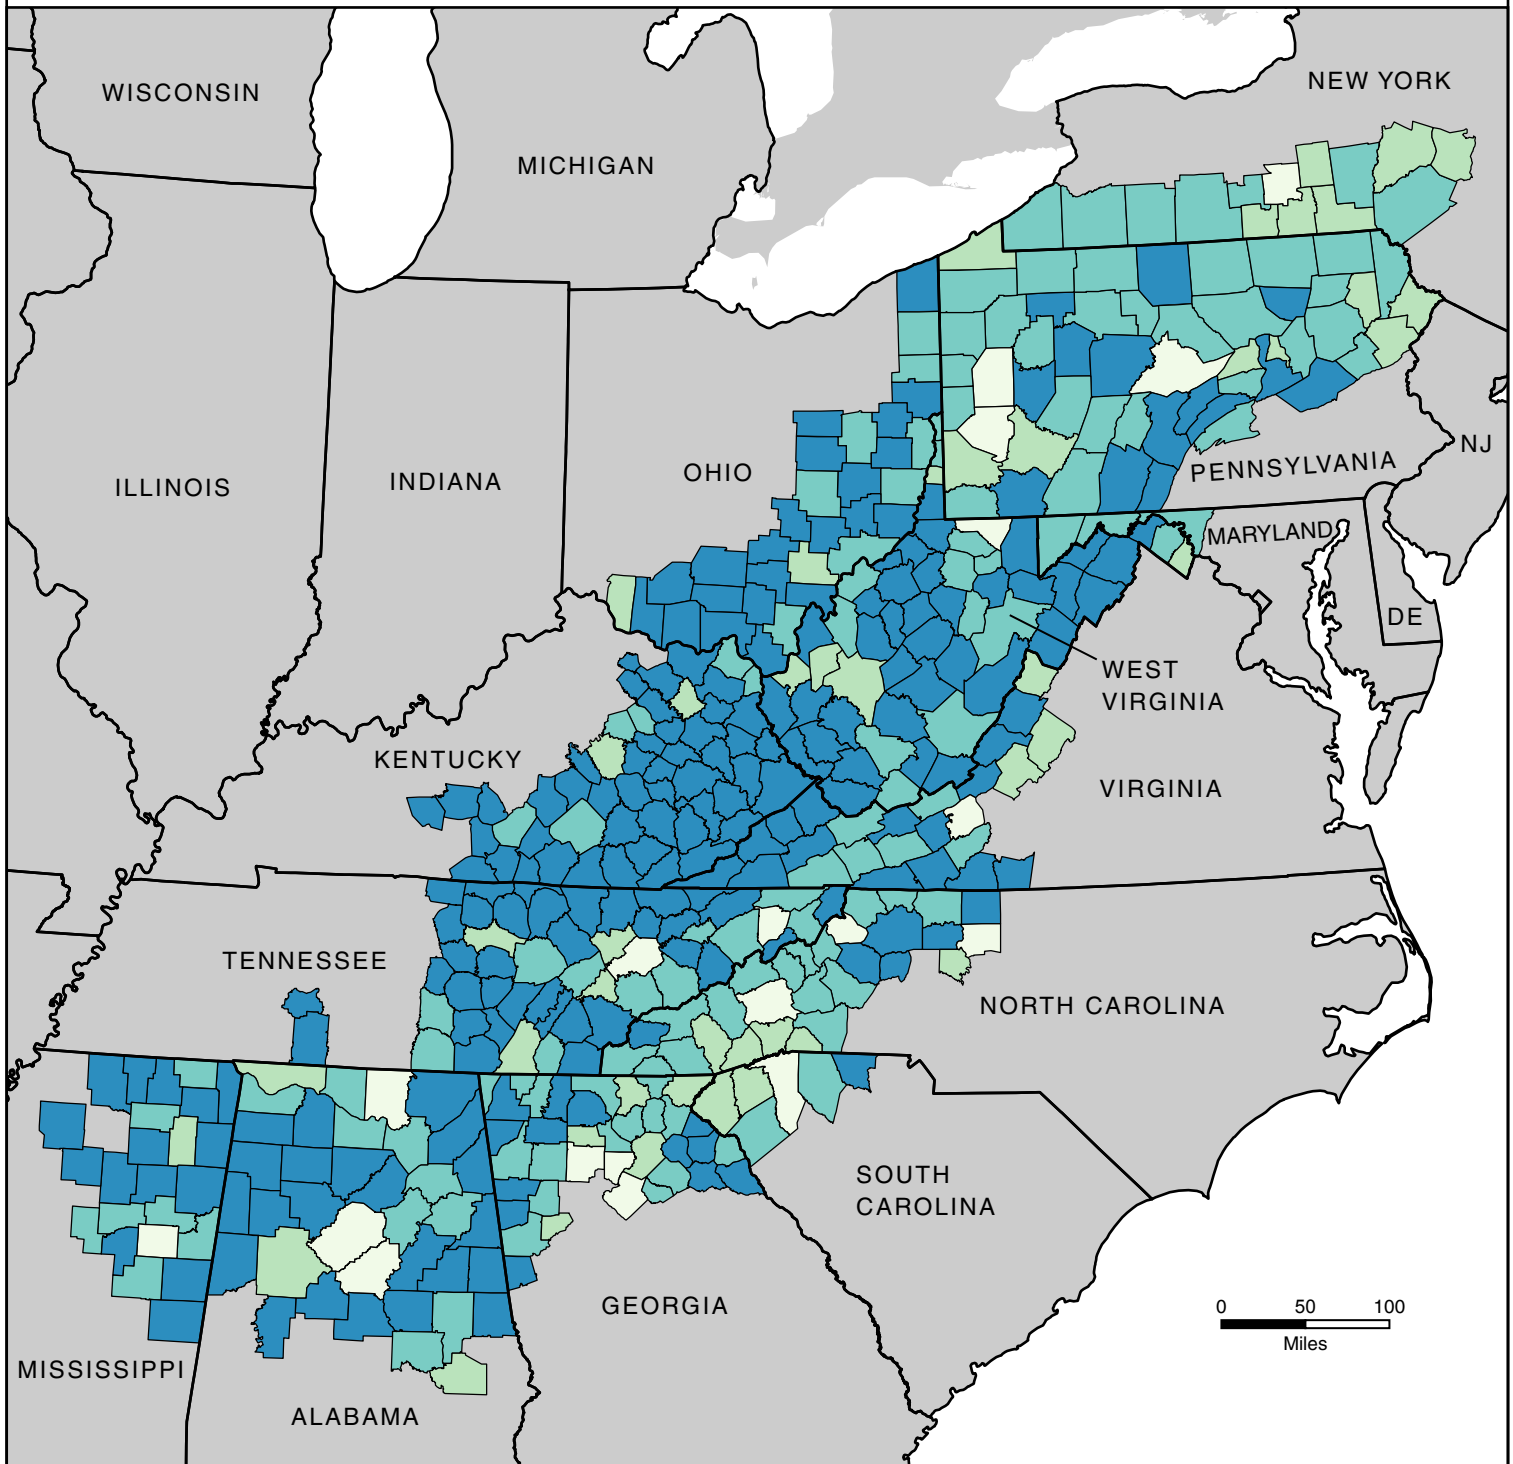 WISCONSIN
MICHIGAN
NEW YORK
ILLINOIS
INDIANA
OHIO
PENNSYLVANIA
NJ
MARYLAND
DE
WEST
VIRGINIA
KENTUCKY
VIRGINIA
TENNESSEE
NORTH CAROLINA
SOUTH
CAROLINA
GEORGIA
MISSISSIPPI
ALABAMA
0 50 100
Miles